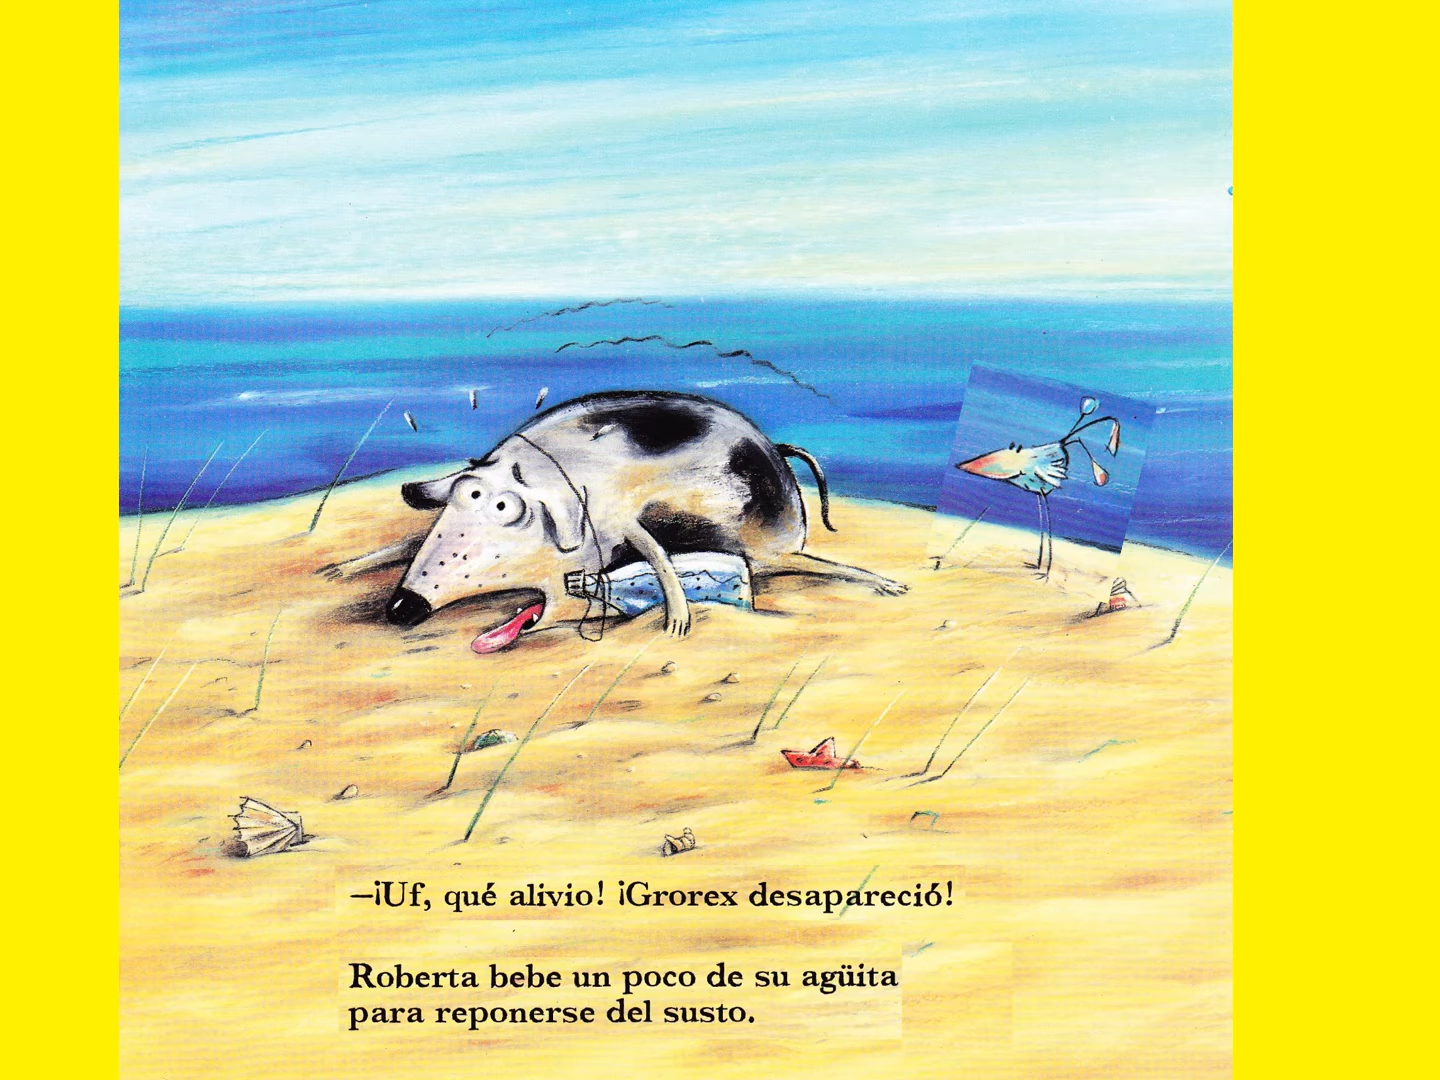 —¡Uf, qué alivio! ¡Grorex desapareció!
Roberta bebe un poco de su agüita
para reponerse del susto.